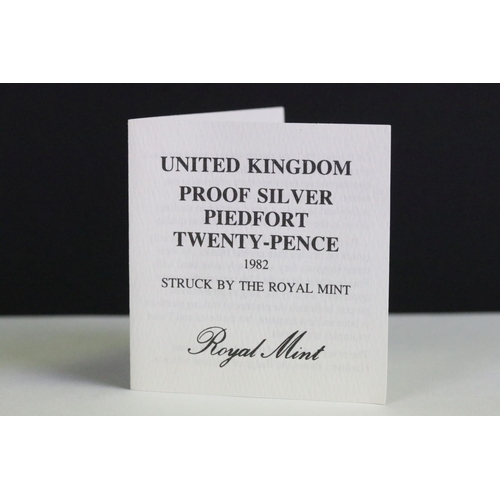 UNITED KINGDOM
PROOF SILVER
PIEDFORT
TWENTY-PENCE
1982
STRUCK BY THE ROYAL MINT
Royal Mint